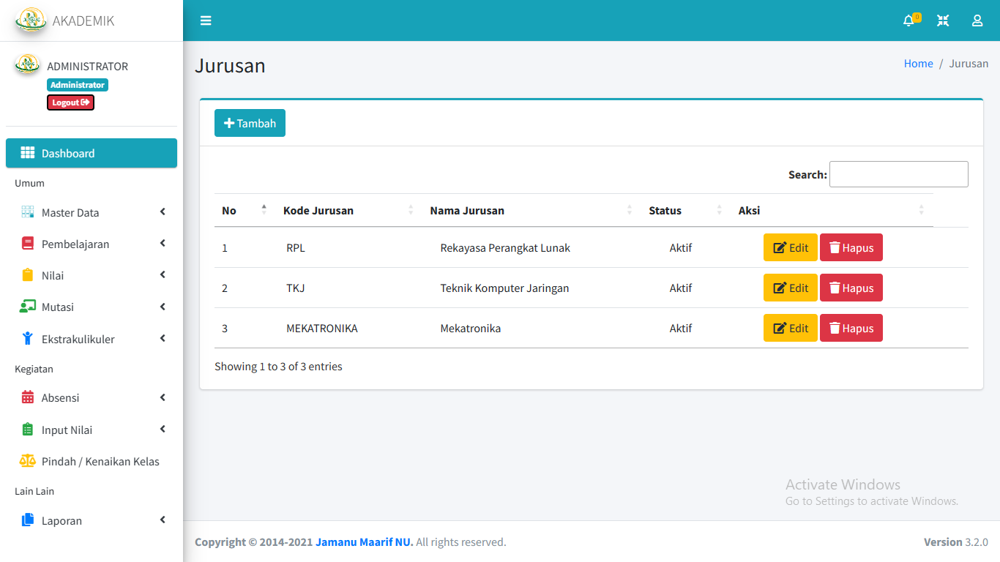 AKADEMIK
0
ADMINISTRATOR
Administrator
Logout
Dashboard
Umum
Master Data
Pembelajaran
Nilai
Mutasi
Ekstrakulikuler
Kegiatan
Absensi
Input Nilai
Pindah / Kenaikan Kelas
Lain Lain
Laporan
Jurusan
Home / Jurusan
Tambah
Search:
No Kode Jurusan Nama Jurusan Status Aksi
1 RPL Rekayasa Perangkat Lunak Aktif Edit Hapus
2 TKJ Teknik Komputer Jaringan Aktif Edit Hapus
3 MEKATRONIKA Mekatronika Aktif Edit Hapus
Showing 1 to 3 of 3 entries
Activate Windows
Go to Settings to activate Windows.
Copyright © 2014-2021 Jamanu Maarif NU. All rights reserved.
Version 3.2.0